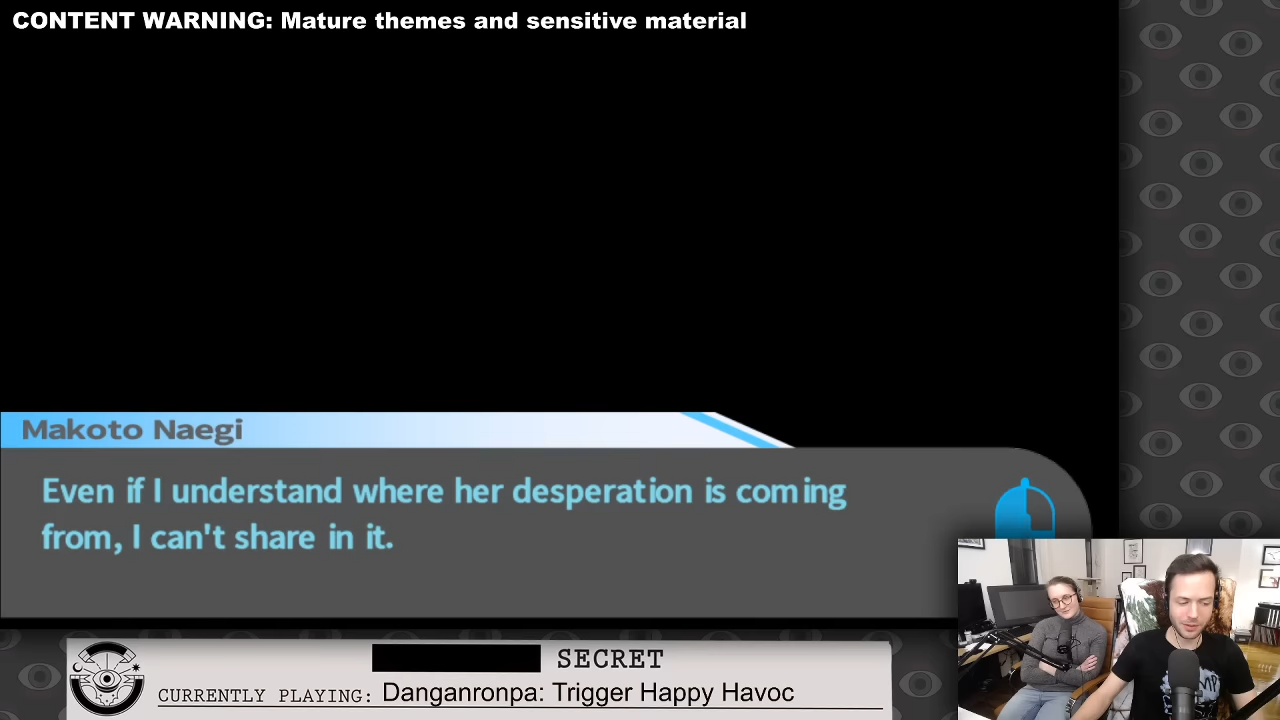 CONTENT WARNING: Mature themes and sensitive material
Makoto Naegi
Even if I understand where her desperation is coming
from, I can't share in it.
SECRET
CURRENTLY PLAYING: Danganronpa: Trigger Happy Havoc